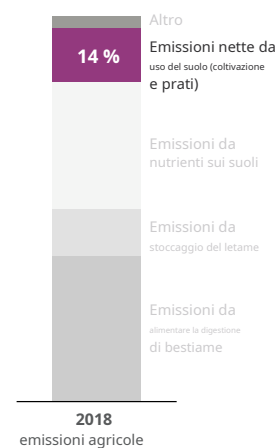 Altro
Emissioni nette da
uso del suolo (coltivazione
e prati)
14 %
Emissioni da
nutrienti sui suoli
Emissioni da
stoccaggio del letame
Emissioni da
alimentare la digestione
di bestiame
2018
emissioni agricole